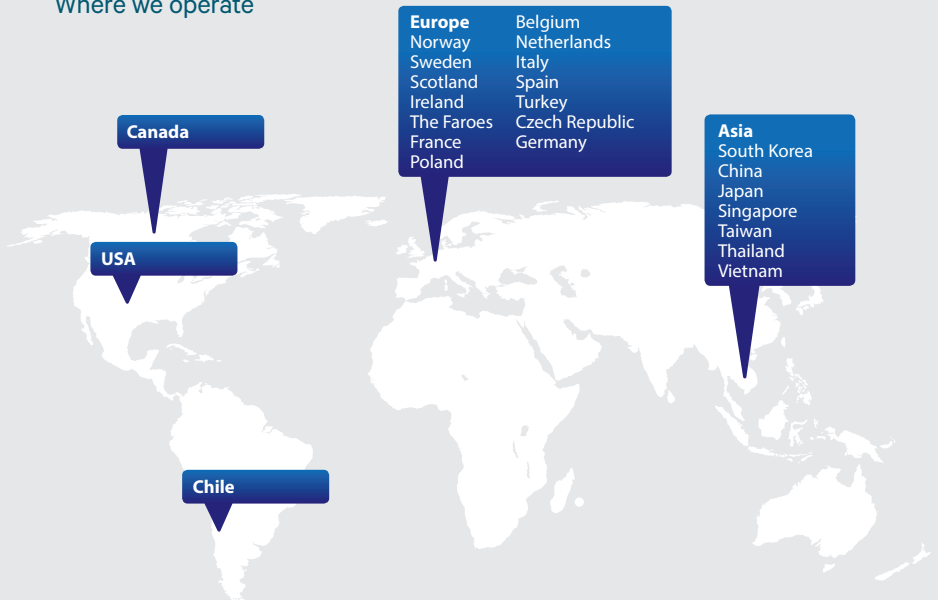 Where we operate
Europe
Norway
Sweden
Scotland
Ireland
The Faroes
France
Poland
Belgium
Netherlands
Italy
Spain
Turkey
Czech Republic
Germany
Canada
Asia
South Korea
China
Japan
Singapore
Taiwan
Thailand
Vietnam
USA
Chile